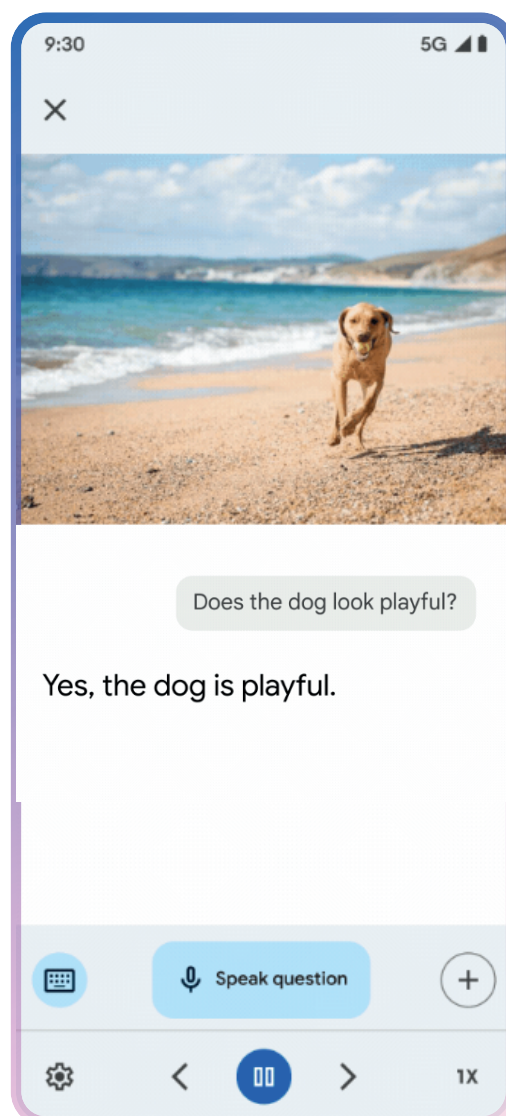 9:30 5G
Does the dog look playful?
Yes, the dog is playful.
Speak question
1X